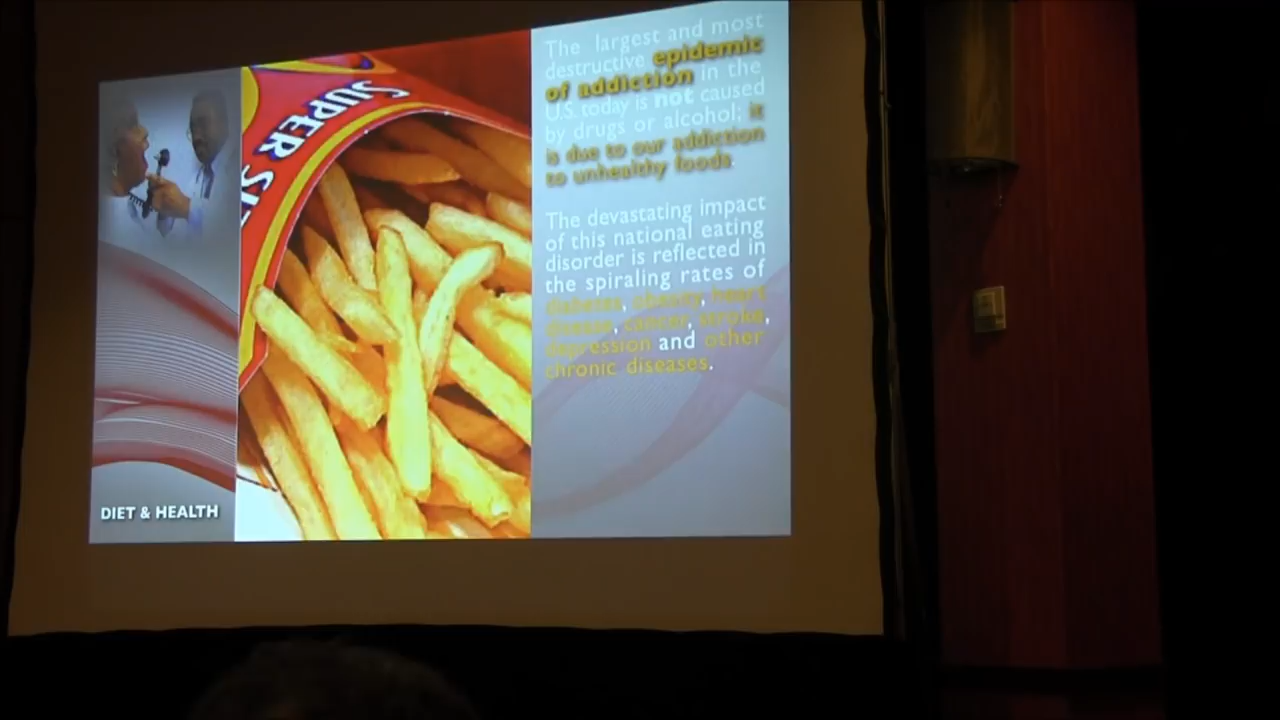 SUPER SI
The largest and most
destructive epidemic
of addiction in the
U.S. today is not caused
by drugs or alcohol; it
is due to our addiction
to unhealthy foods.
The devastating impact
of this national eating
disorder is reflected in
the spiraling rates of
diabetes, obesity, heart
disease, cancer, stroke,
depression and other
chronic diseases.
DIET & HEALTH